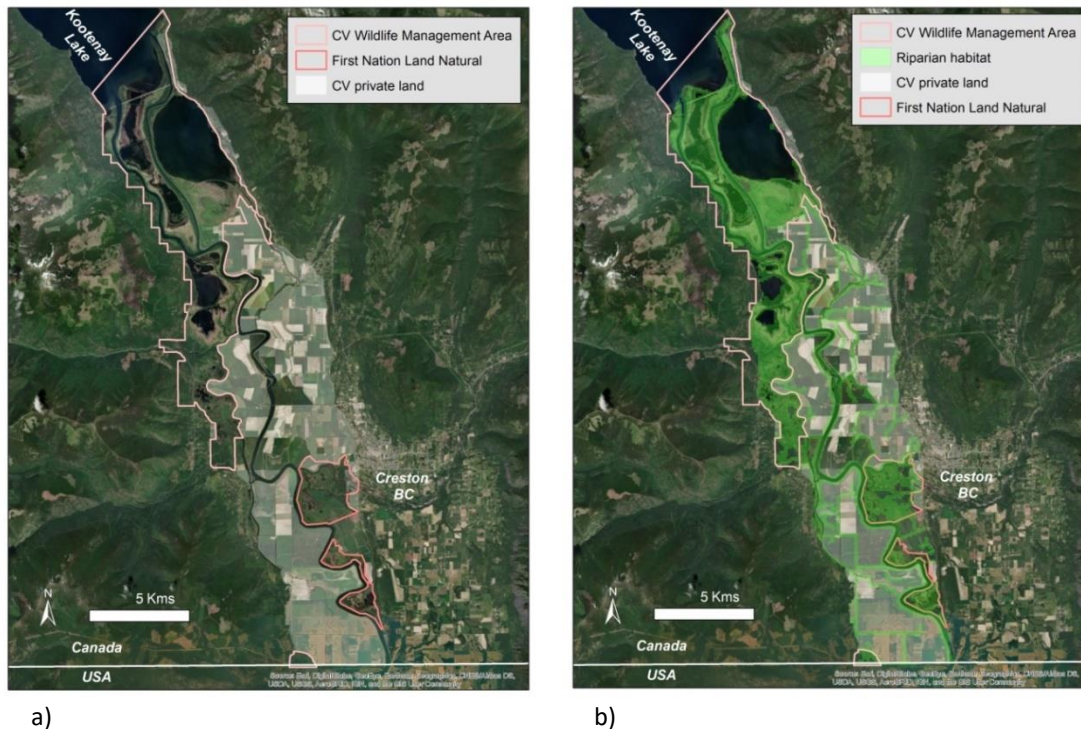 Kootenay
Lake
CV Wildlife Management Area
First Nation Land Natural
CV private land
Creston
BC
N
5 Kms
Canada
USA
a)
Kootenay
Lake
CV Wildlife Management Area
Riparian habitat
CV private land
First Nation Land Natural
Creston
BC
N
5 Kms
Canada
USA
b)